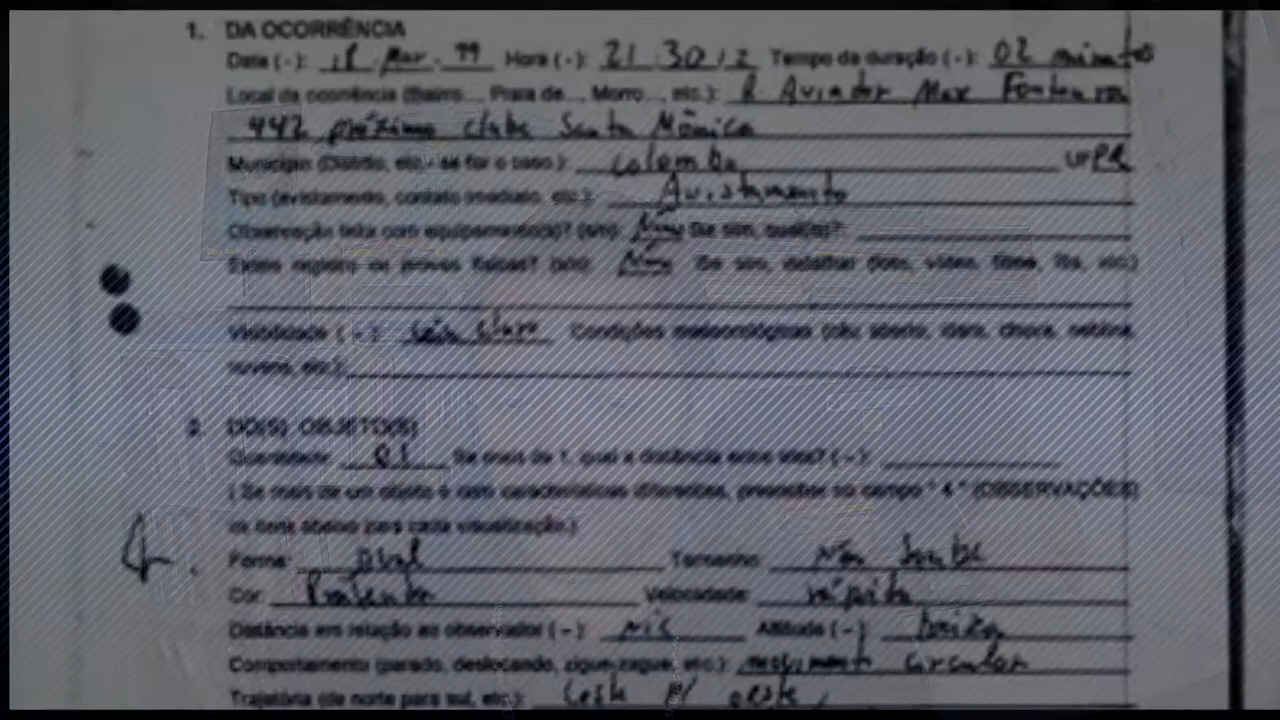 1. DA OCORRÊNCIA
Data (-): 18 . Mar . 99 Hora (-): 21:30 / 2 Tempo da duração (-): 02 minutos
Local da ocorrência (Bairro..., Praia de..., Morro..., etc.): R Aviador Max Fontoura
442 próximo clube Santa Mônica
Município (Distrito, etc.- se for o caso.): Colombo UF PR
Tipo (avistamento, contato imediato, etc.): Avistamento
Observação feita com equipamento(s)? (s/n): Não Se sim, qual(is)?:
Existe registro ou provas físicas? (s/n): Não Se sim, detalhar (foto, vídeo, filme, fita, etc.)
Visibilidade (-): céu claro Condições meteorológicas (céu aberto, claro, chuva, neblina,
nuvens, etc.):
2. DO(S) OBJETO(S)
Quantidade: 01 Se mais de 1, qual a distância entre eles? (-):
( Se mais de um objeto e com características diferentes, preencher no campo " 4 " (OBSERVAÇÕES)
os itens abaixo para cada visualização.)
Forma: oval Tamanho: Não Soube
Cor: Prateado Velocidade: rápida
Distância em relação ao observador (-): Altitude (-): baixa
Comportamento (parado, deslocando, zigue-zague, etc.): movimento circular
Trajetória (de norte para sul, etc.): Leste p/ oeste